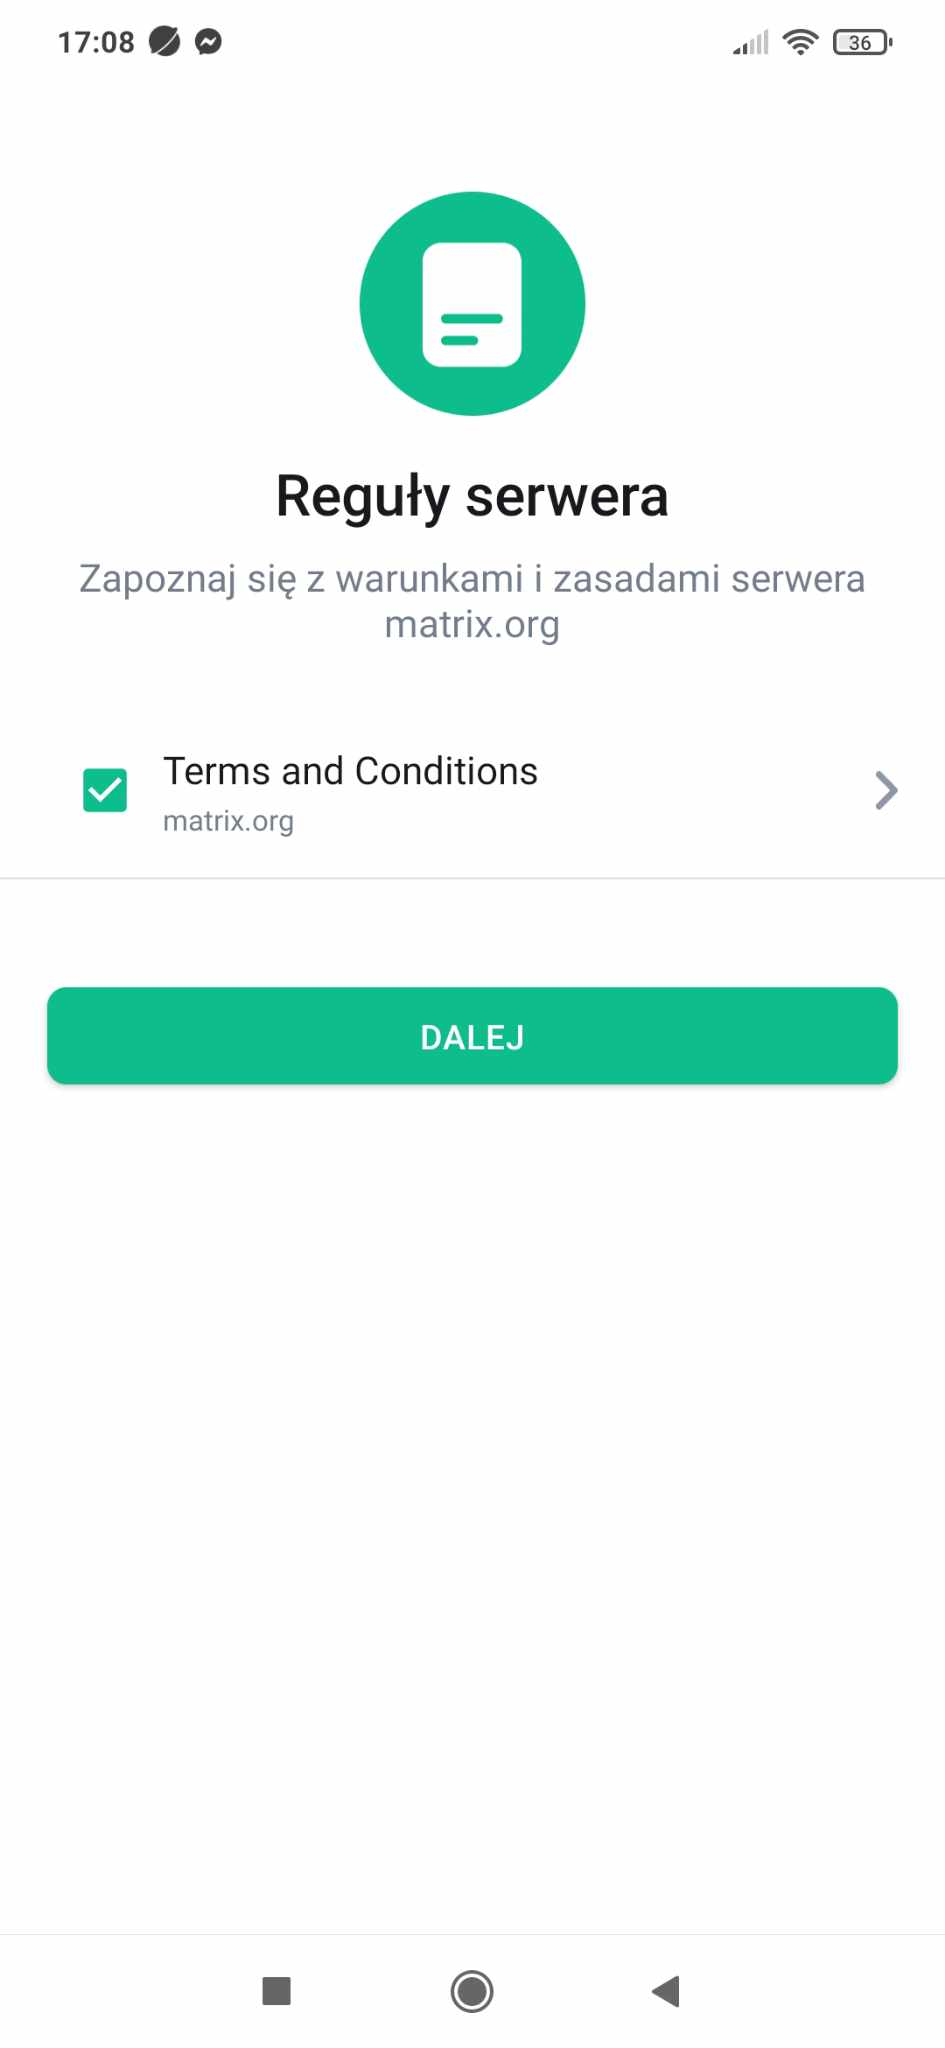 17:08
36
Reguły serwera
Zapoznaj się z warunkami i zasadami serwera
matrix.org
Terms and Conditions
matrix.org
DALEJ